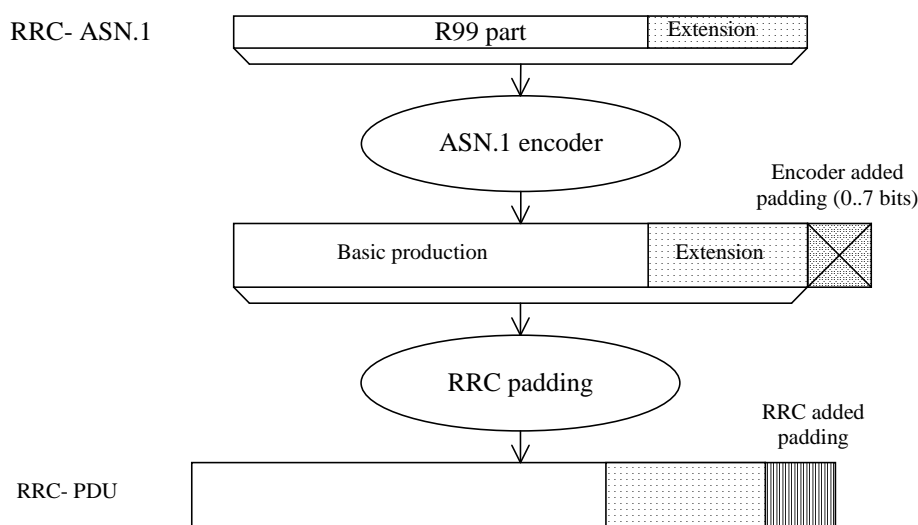 RRC- ASN.1
R99 part
Extension
ASN.1 encoder
Encoder added
padding (0..7 bits)
Basic production
Extension
RRC padding
RRC added
padding
RRC- PDU